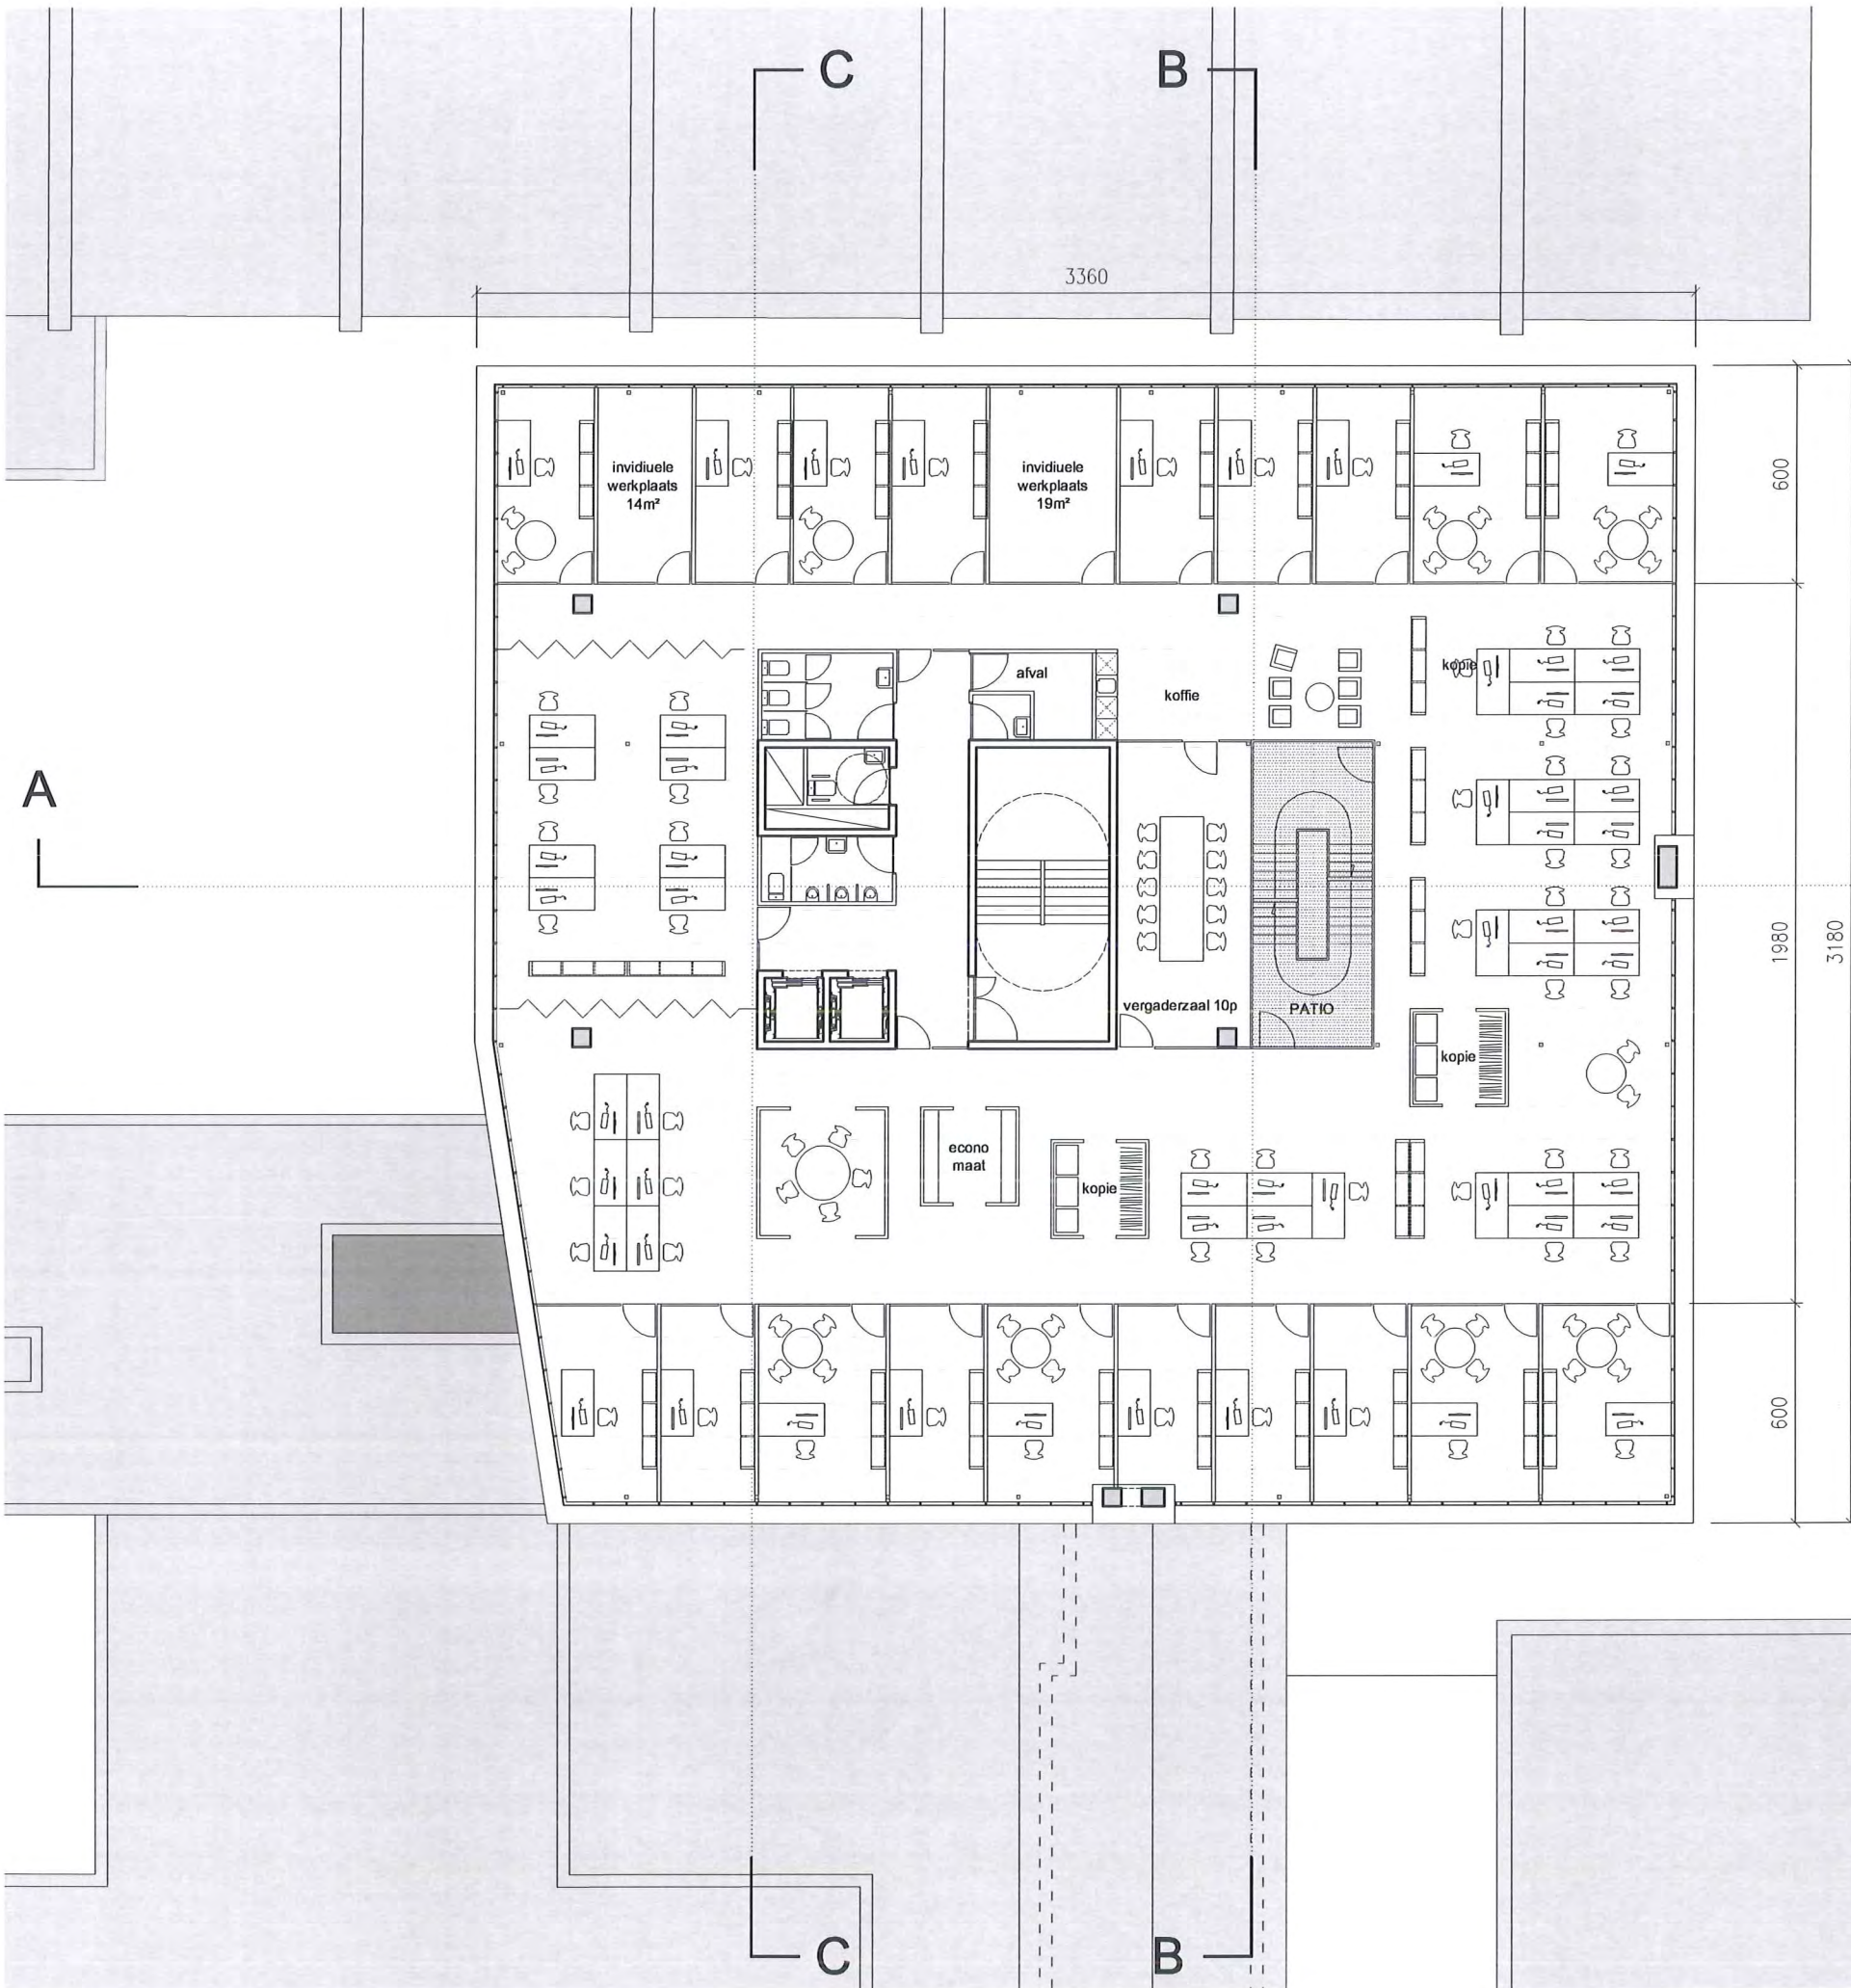 C
B
3360
invidiuele
werkplaats
14m²
invidiuele
werkplaats
19m²
600
afval
koffie
kopie
A
1980
3180
vergaderzaal 10p
PATIO
kopie
econo
maat
kopie
600
C
B